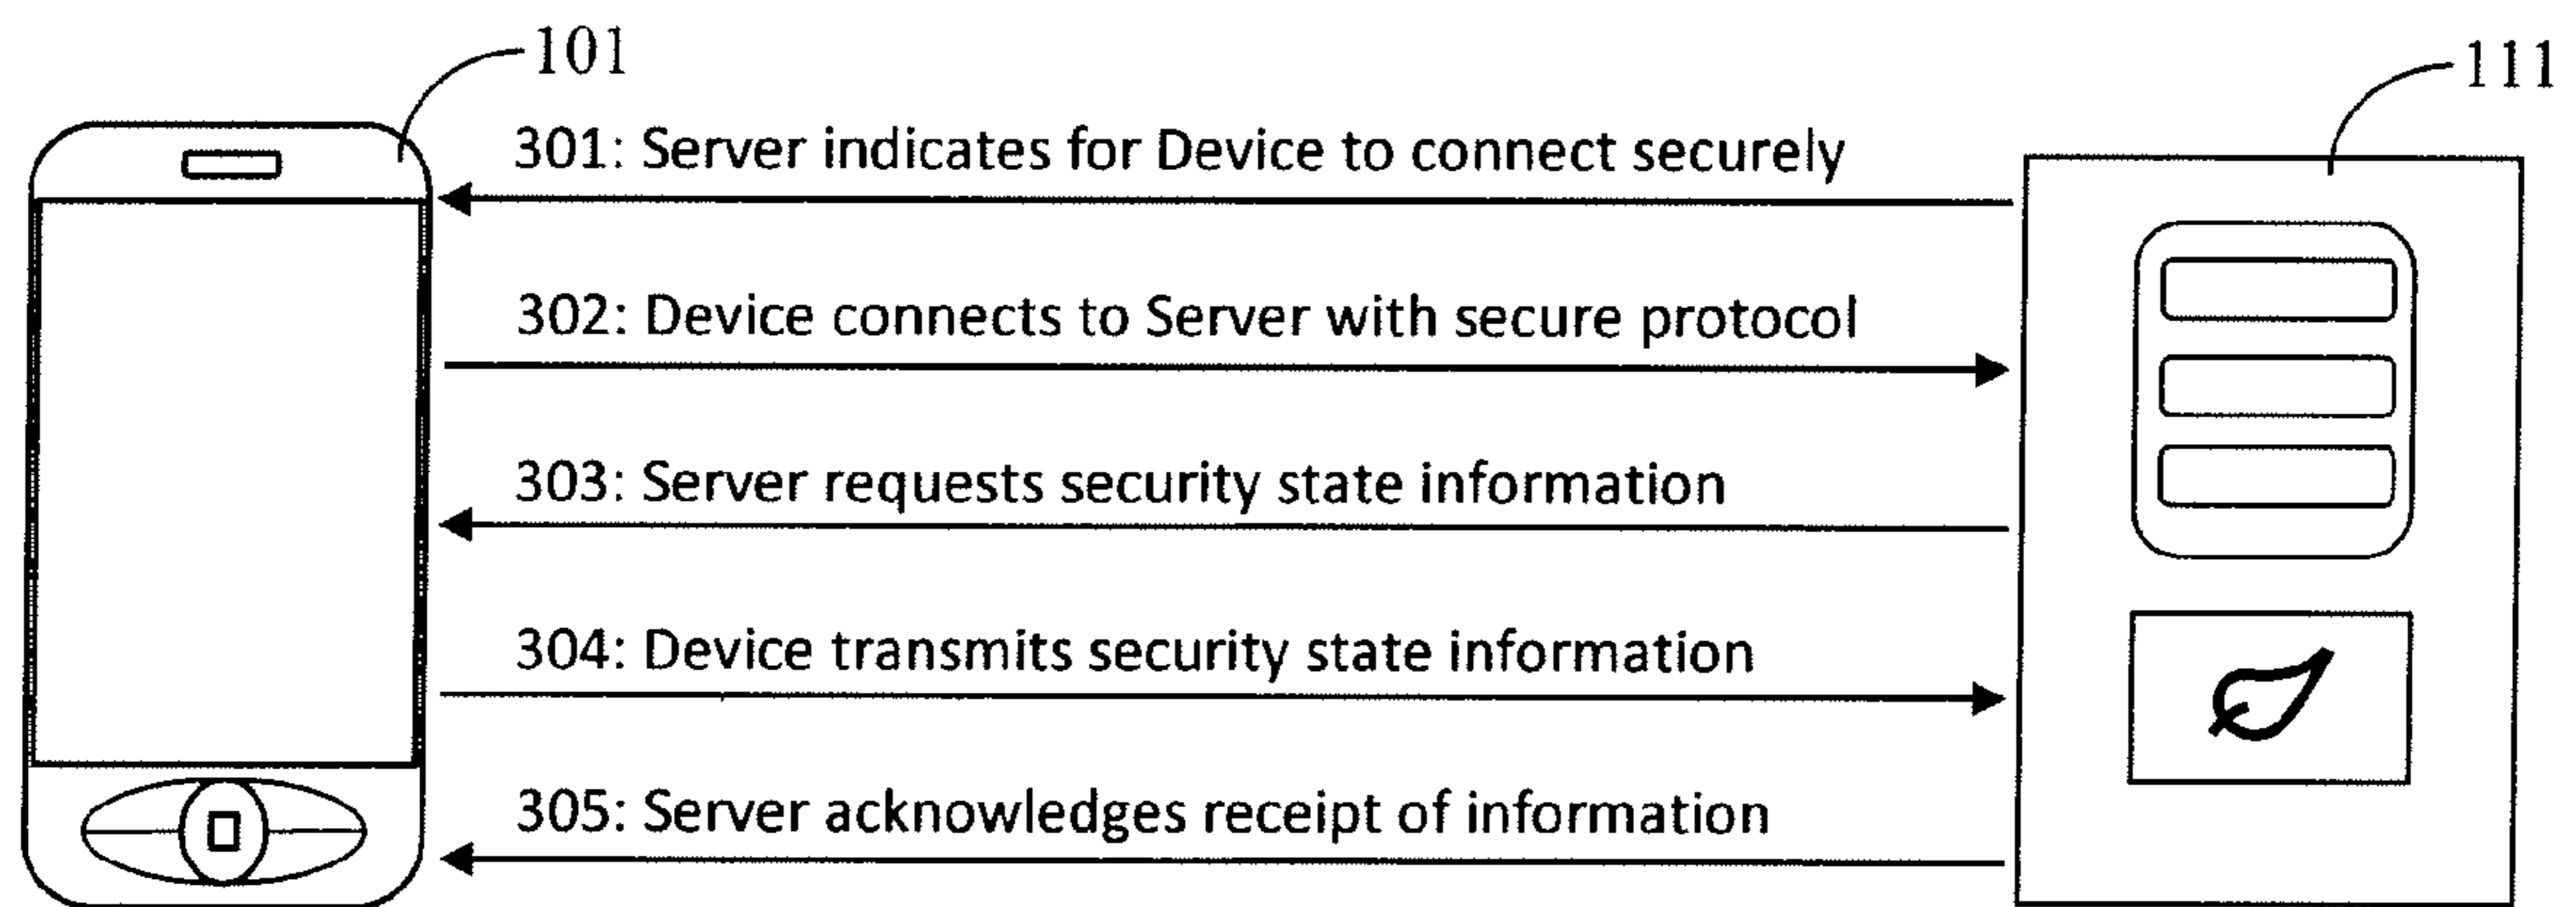 101
111
301: Server indicates for Device to connect securely
302: Device connects to Server with secure protocol
303: Server requests security state information
304: Device transmits security state information
305: Server acknowledges receipt of information